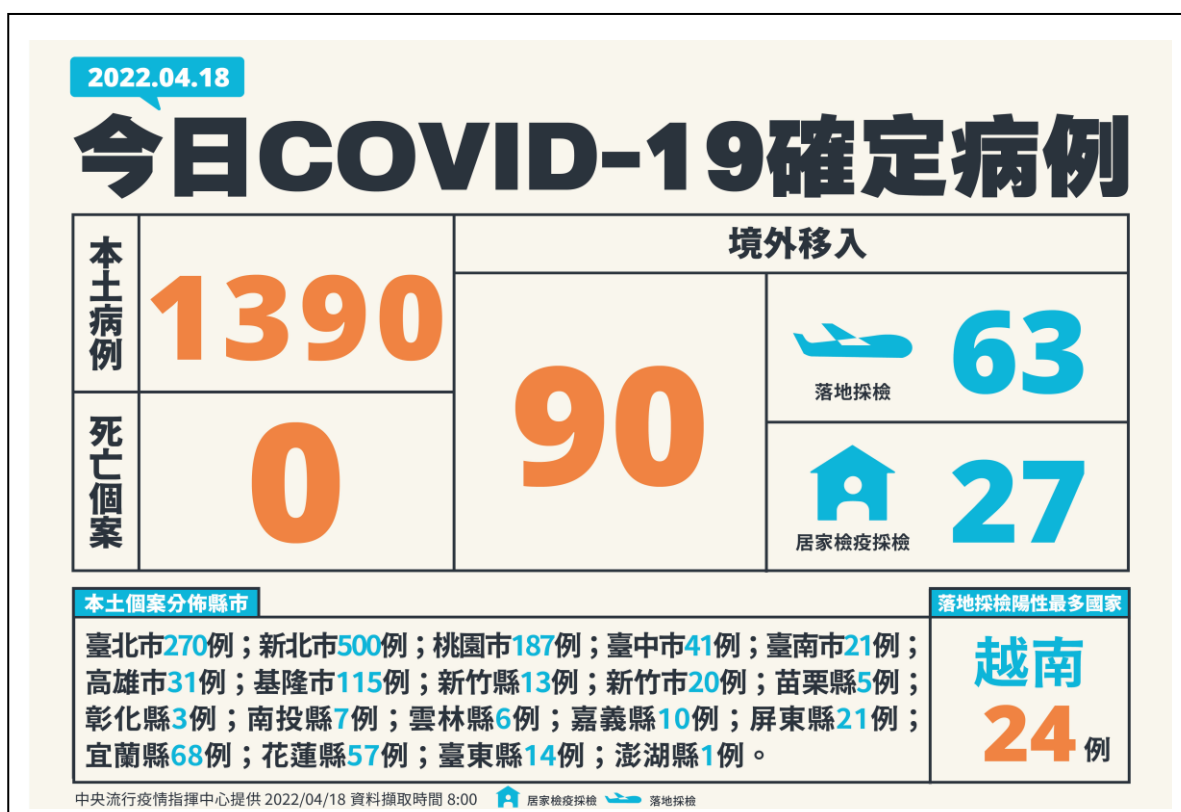 2022.04.18
今日COVID-19確定病例
本土病例
1390
死亡個案
0
境外移入
90
落地採檢
63
居家檢疫採檢
27
本土個案分佈縣市
臺北市270例；新北市500例；桃園市187例；臺中市41例；臺南市21例；
高雄市31例；基隆市115例；新竹縣13例；新竹市20例；苗栗縣5例；
彰化縣3例；南投縣7例；雲林縣6例；嘉義縣10例；屏東縣21例；
宜蘭縣68例；花蓮縣57例；臺東縣14例；澎湖縣1例。
落地採檢陽性最多國家
越南
24例
中央流行疫情指揮中心提供 2022/04/18 資料擷取時間 8:00 居家檢疫採檢 落地採檢